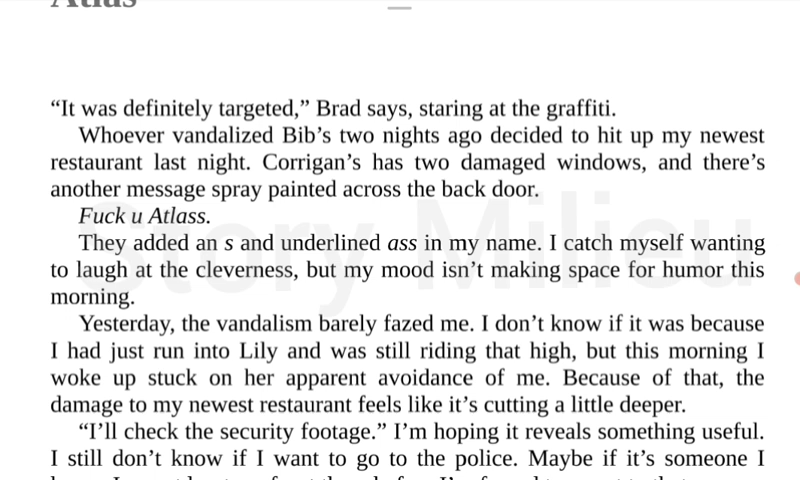 Atlas
“It was definitely targeted,” Brad says, staring at the graffiti.
Whoever vandalized Bib’s two nights ago decided to hit up my newest
restaurant last night. Corrigan’s has two damaged windows, and there’s
another message spray painted across the back door.
Fuck u Atlass.
They added an s and underlined ass in my name. I catch myself wanting
to laugh at the cleverness, but my mood isn’t making space for humor this
morning.
Yesterday, the vandalism barely fazed me. I don’t know if it was because
I had just run into Lily and was still riding that high, but this morning I
woke up stuck on her apparent avoidance of me. Because of that, the
damage to my newest restaurant feels like it’s cutting a little deeper.
“I’ll check the security footage.” I’m hoping it reveals something useful.
I still don’t know if I want to go to the police. Maybe if it’s someone I
Story Milieu